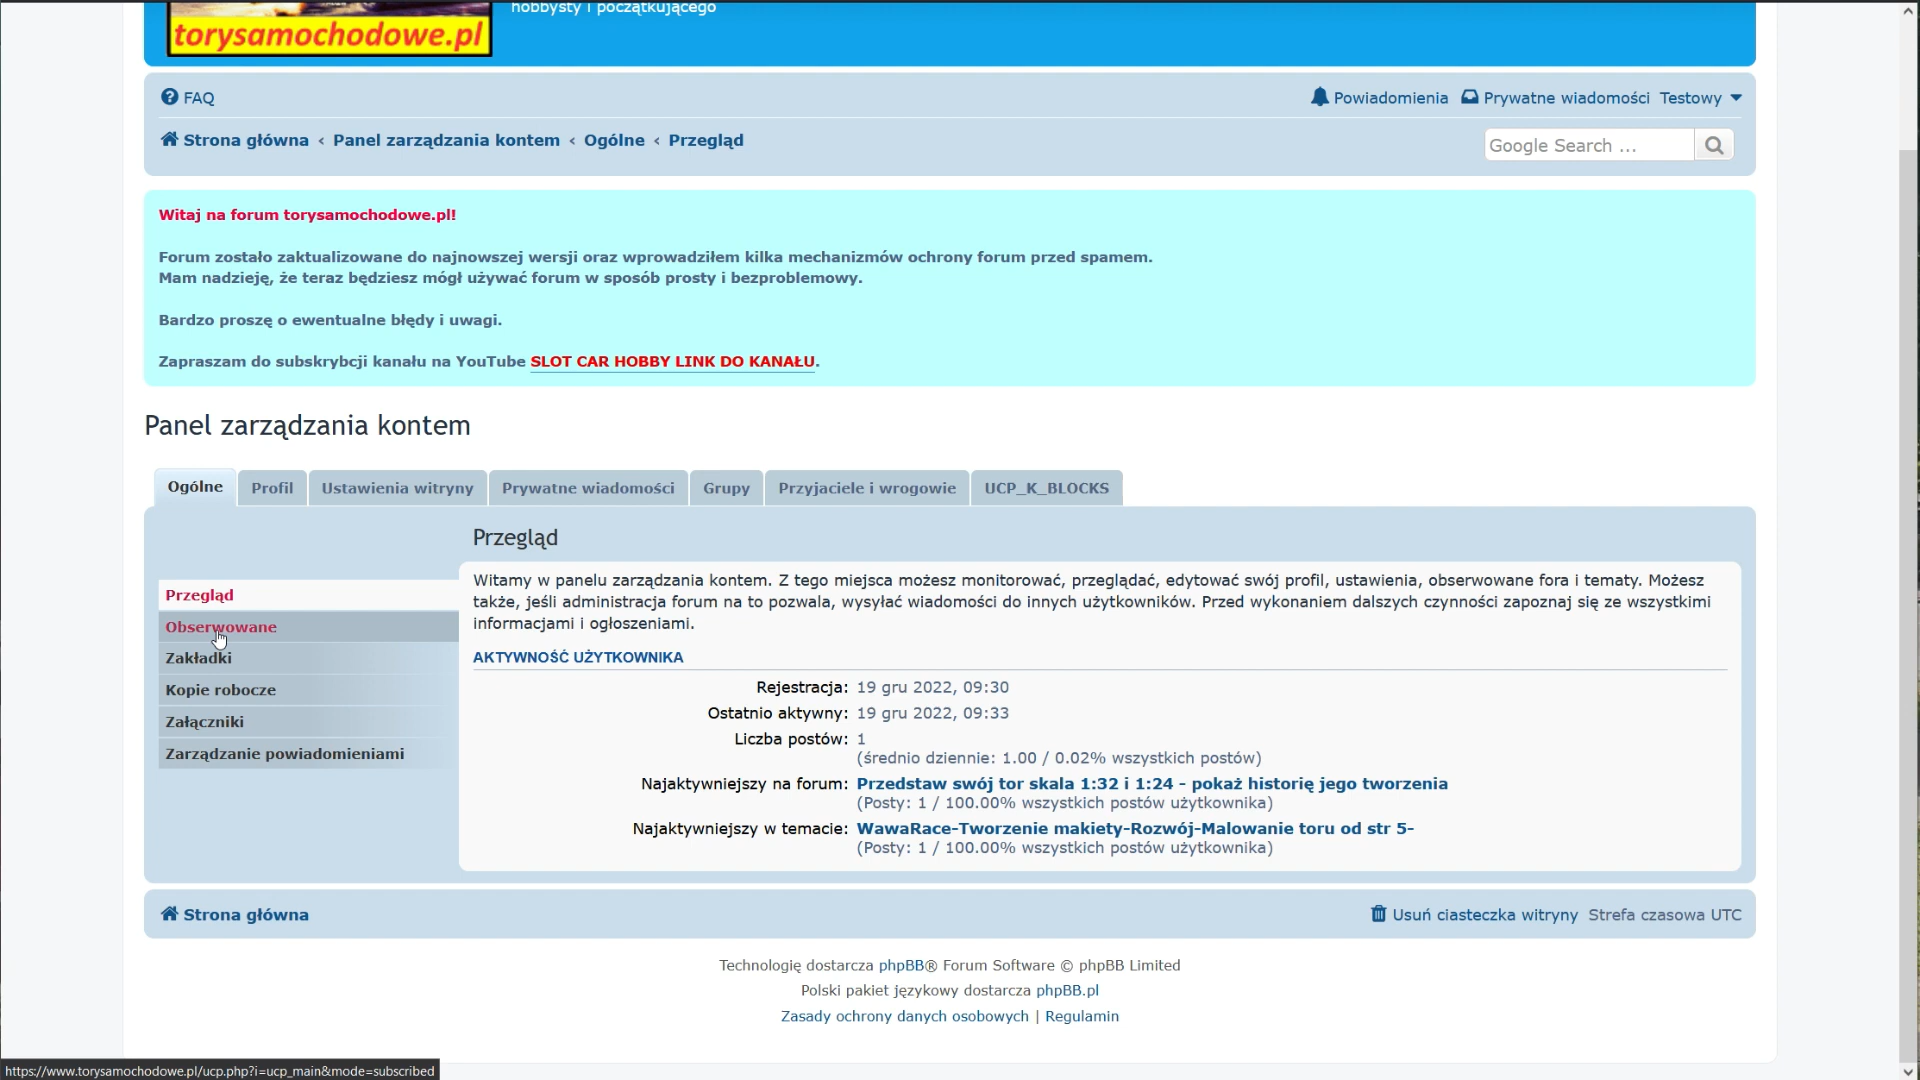 hobbysty i początkującego
torysamochodowe.pl
FAQ
Powiadomienia Prywatne wiadomości Testowy
Strona główna ‹ Panel zarządzania kontem ‹ Ogólne ‹ Przegląd
Google Search ...
Witaj na forum torysamochodowe.pl!
Forum zostało zaktualizowane do najnowszej wersji oraz wprowadziłem kilka mechanizmów ochrony forum przed spamem.
Mam nadzieję, że teraz będziesz mógł używać forum w sposób prosty i bezproblemowy.
Bardzo proszę o ewentualne błędy i uwagi.
Zapraszam do subskrybcji kanału na YouTube SLOT CAR HOBBY LINK DO KANAŁU.
Panel zarządzania kontem
Ogólne Profil Ustawienia witryny Prywatne wiadomości Grupy Przyjaciele i wrogowie UCP_K_BLOCKS
Przegląd
Obserwowane
Zakładki
Kopie robocze
Załączniki
Zarządzanie powiadomieniami
Przegląd
Witamy w panelu zarządzania kontem. Z tego miejsca możesz monitorować, przeglądać, edytować swój profil, ustawienia, obserwowane fora i tematy. Możesz
także, jeśli administracja forum na to pozwala, wysyłać wiadomości do innych użytkowników. Przed wykonaniem dalszych czynności zapoznaj się ze wszystkimi
informacjami i ogłoszeniami.
AKTYWNOŚĆ UŻYTKOWNIKA
Rejestracja: 19 gru 2022, 09:30
Ostatnio aktywny: 19 gru 2022, 09:33
Liczba postów: 1
(średnio dziennie: 1.00 / 0.02% wszystkich postów)
Najaktywniejszy na forum: Przedstaw swój tor skala 1:32 i 1:24 - pokaż historię jego tworzenia
(Posty: 1 / 100.00% wszystkich postów użytkownika)
Najaktywniejszy w temacie: WawaRace-Tworzenie makiety-Rozwój-Malowanie toru od str 5-
(Posty: 1 / 100.00% wszystkich postów użytkownika)
Strona główna
Usuń ciasteczka witryny Strefa czasowa UTC
Technologię dostarcza phpBB® Forum Software © phpBB Limited
Polski pakiet językowy dostarcza phpBB.pl
Zasady ochrony danych osobowych | Regulamin
https://www.torysamochodowe.pl/ucp.php?i=ucp_main&mode=subscribed